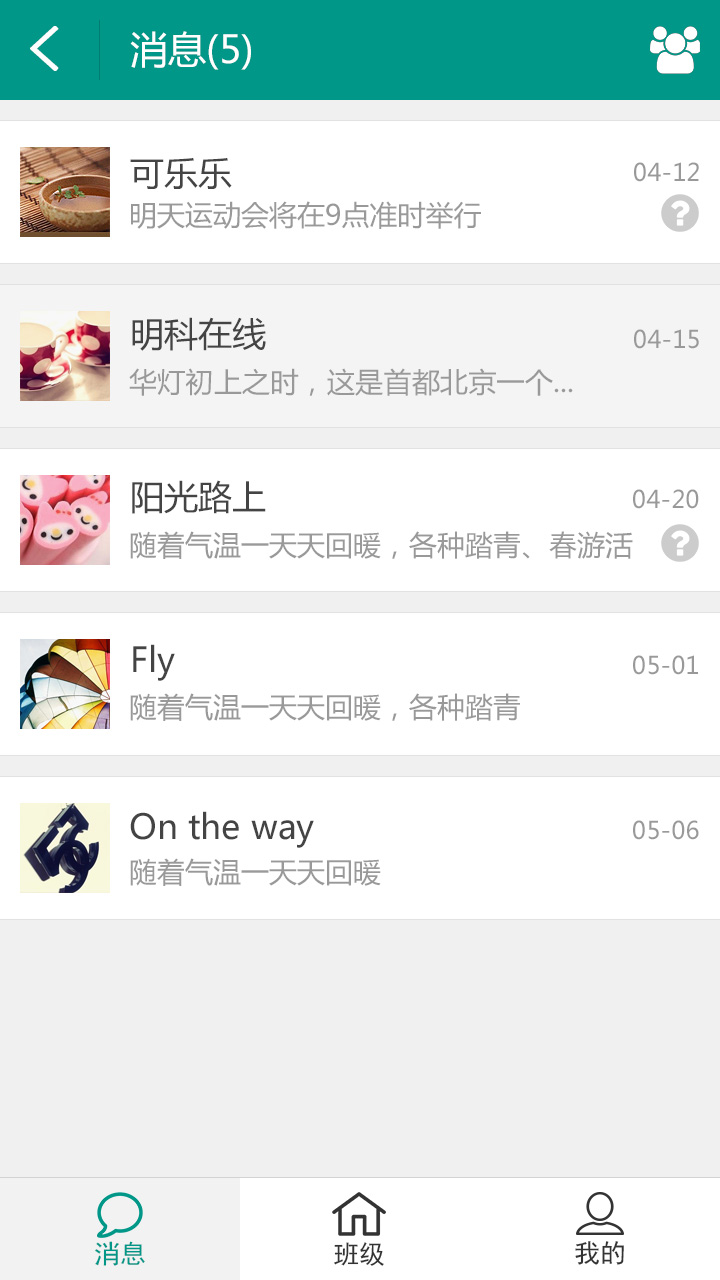 消息(5)
可乐乐
04-12
明天运动会将在9点准时举行
?
明科在线
04-15
华灯初上之时，这是首都北京一个...
阳光路上
04-20
随着气温一天天回暖，各种踏青、春游活
?
Fly
05-01
随着气温一天天回暖，各种踏青
On the way
05-06
随着气温一天天回暖
消息
班级
我的